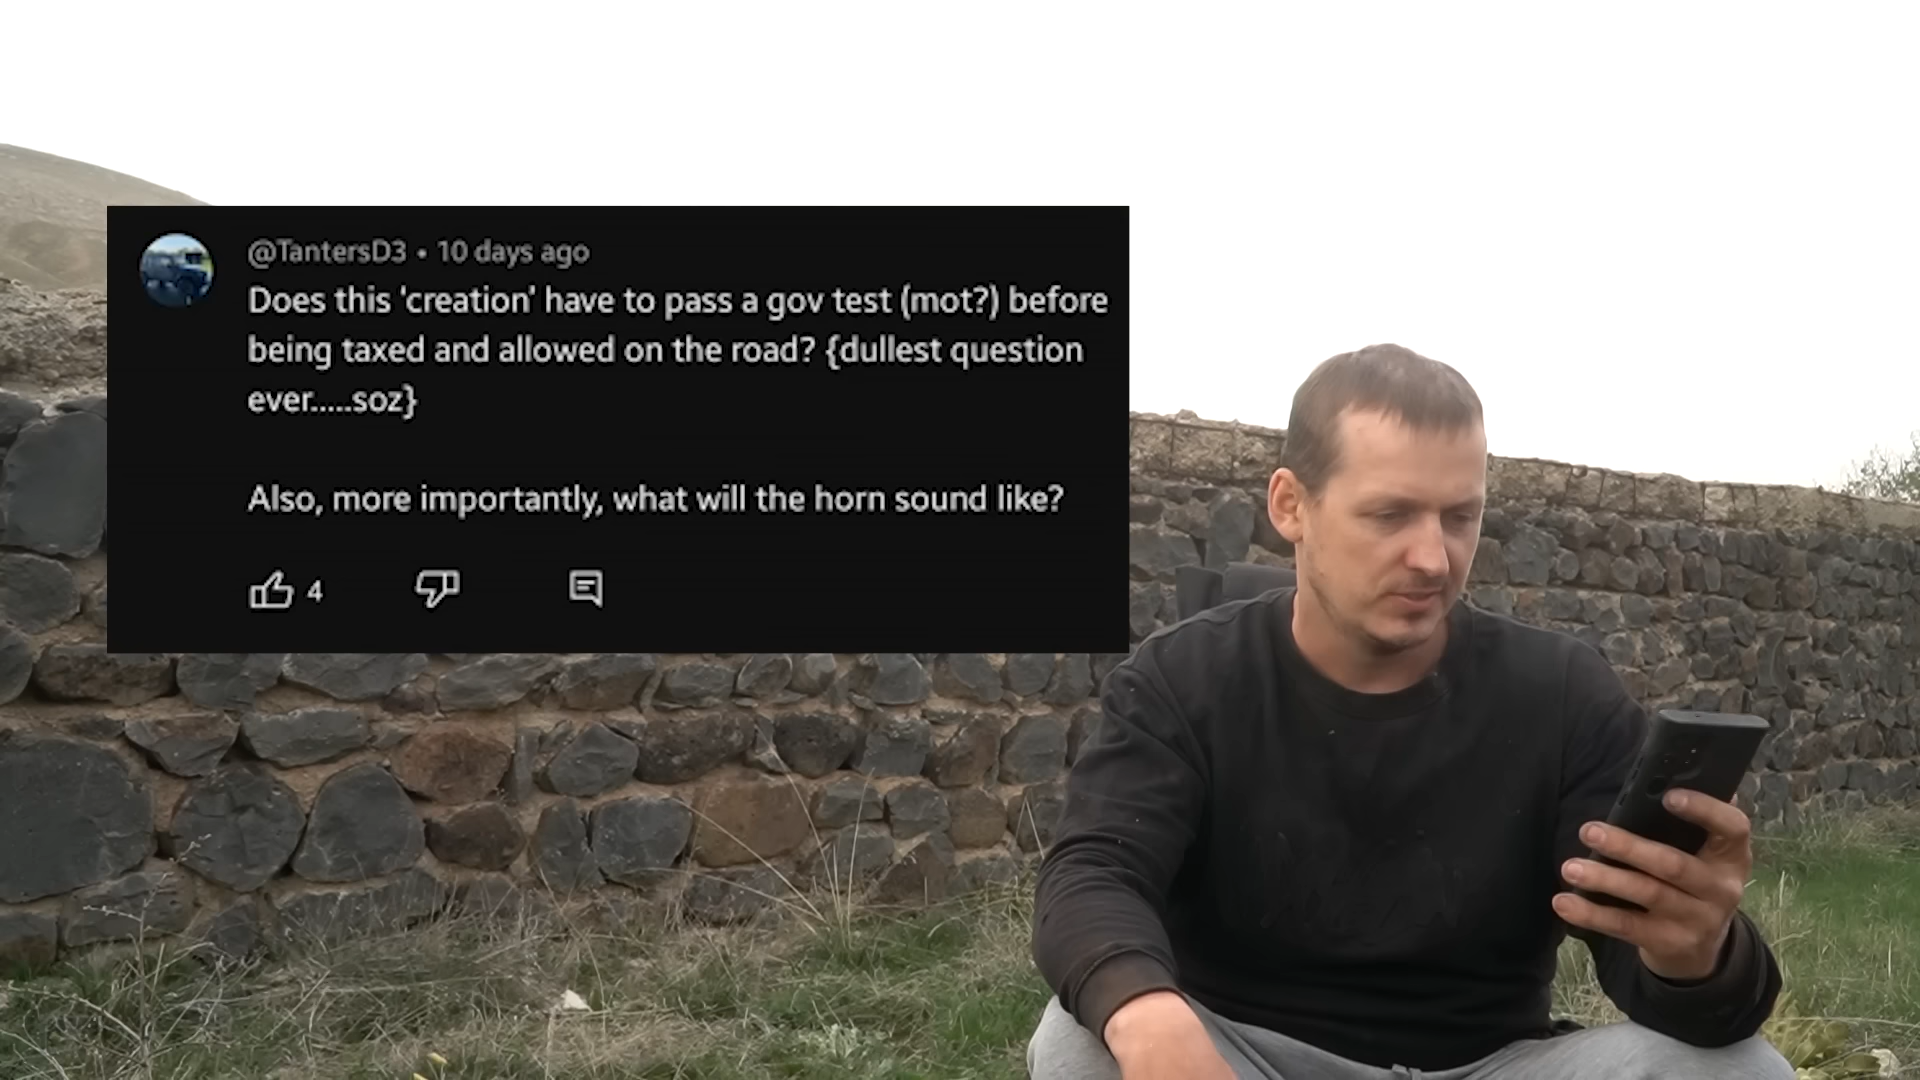 @TantersD3 • 10 days ago
Does this 'creation' have to pass a gov test (mot?) before
being taxed and allowed on the road? {dullest question
ever.....soz}
Also, more importantly, what will the horn sound like?
4